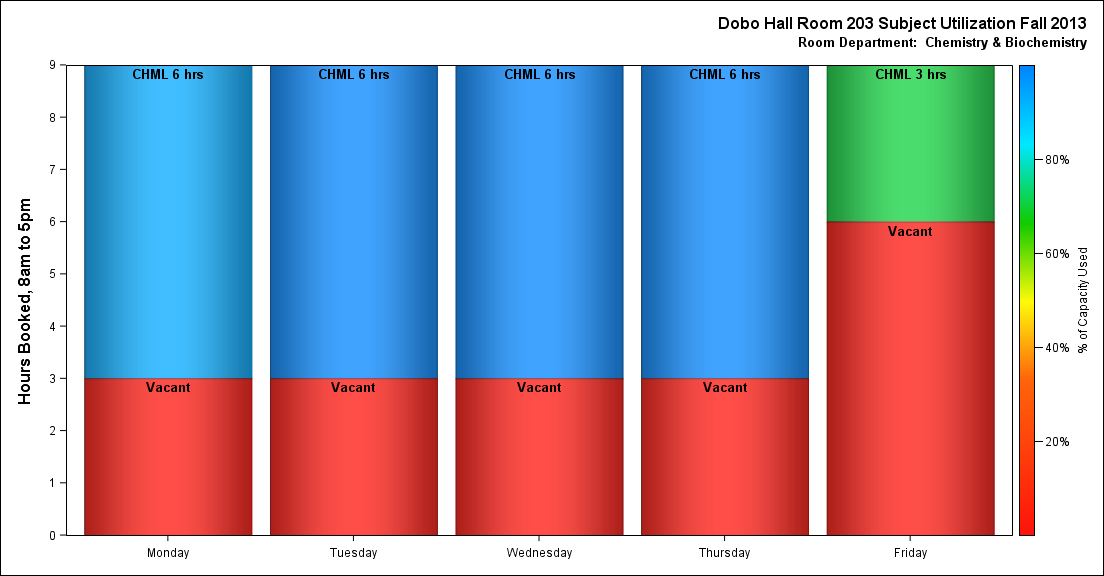 Dobo Hall Room 203 Subject Utilization Fall 2013
Room Department:  Chemistry & Biochemistry
Hours Booked, 8am to 5pm
9
8
7
6
5
4
3
2
1
0
CHML 6 hrs
Vacant
CHML 6 hrs
Vacant
CHML 6 hrs
Vacant
CHML 6 hrs
Vacant
CHML 3 hrs
Vacant
Monday
Tuesday
Wednesday
Thursday
Friday
80%
60%
40%
20%
% of Capacity Used